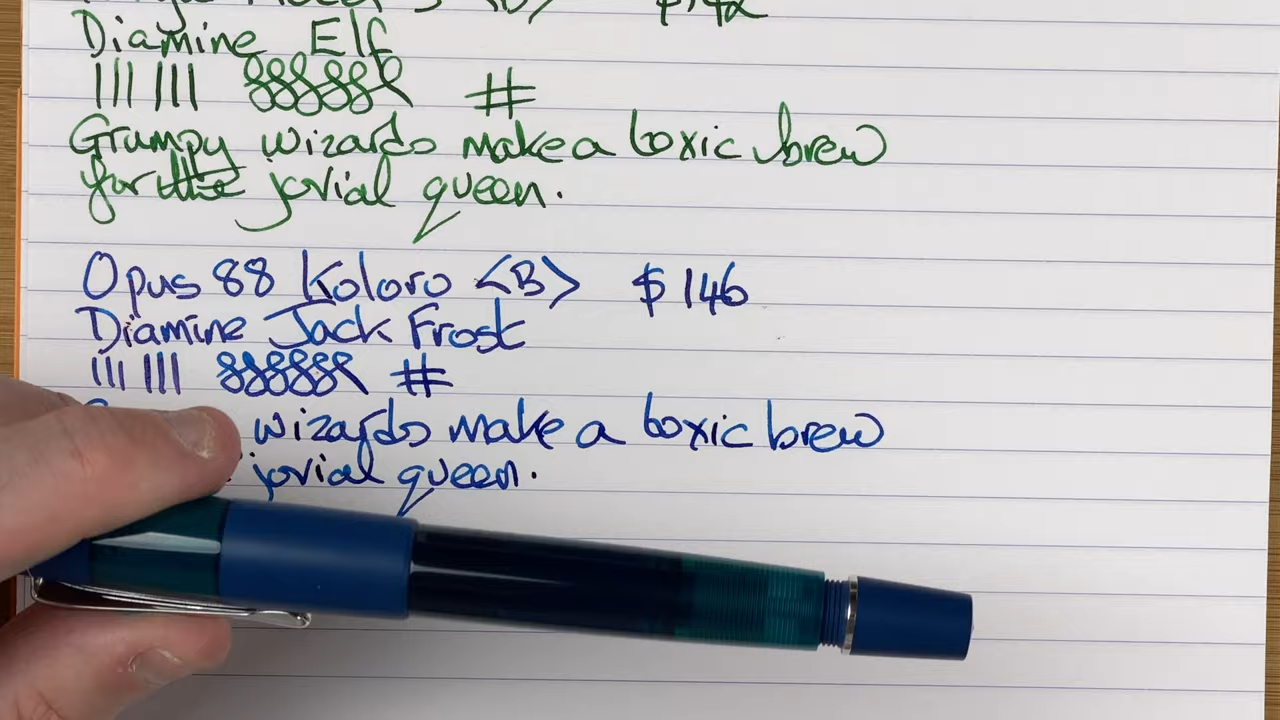 $142
Diamine Elf
||| ||| 888888 #
Grumpy wizards make a toxic brew
for the jovial queen.
Opus 88 Koloro <B> $146
Diamine Jack Frost
||| ||| 888888 #
wizards make a toxic brew
jovial queen.